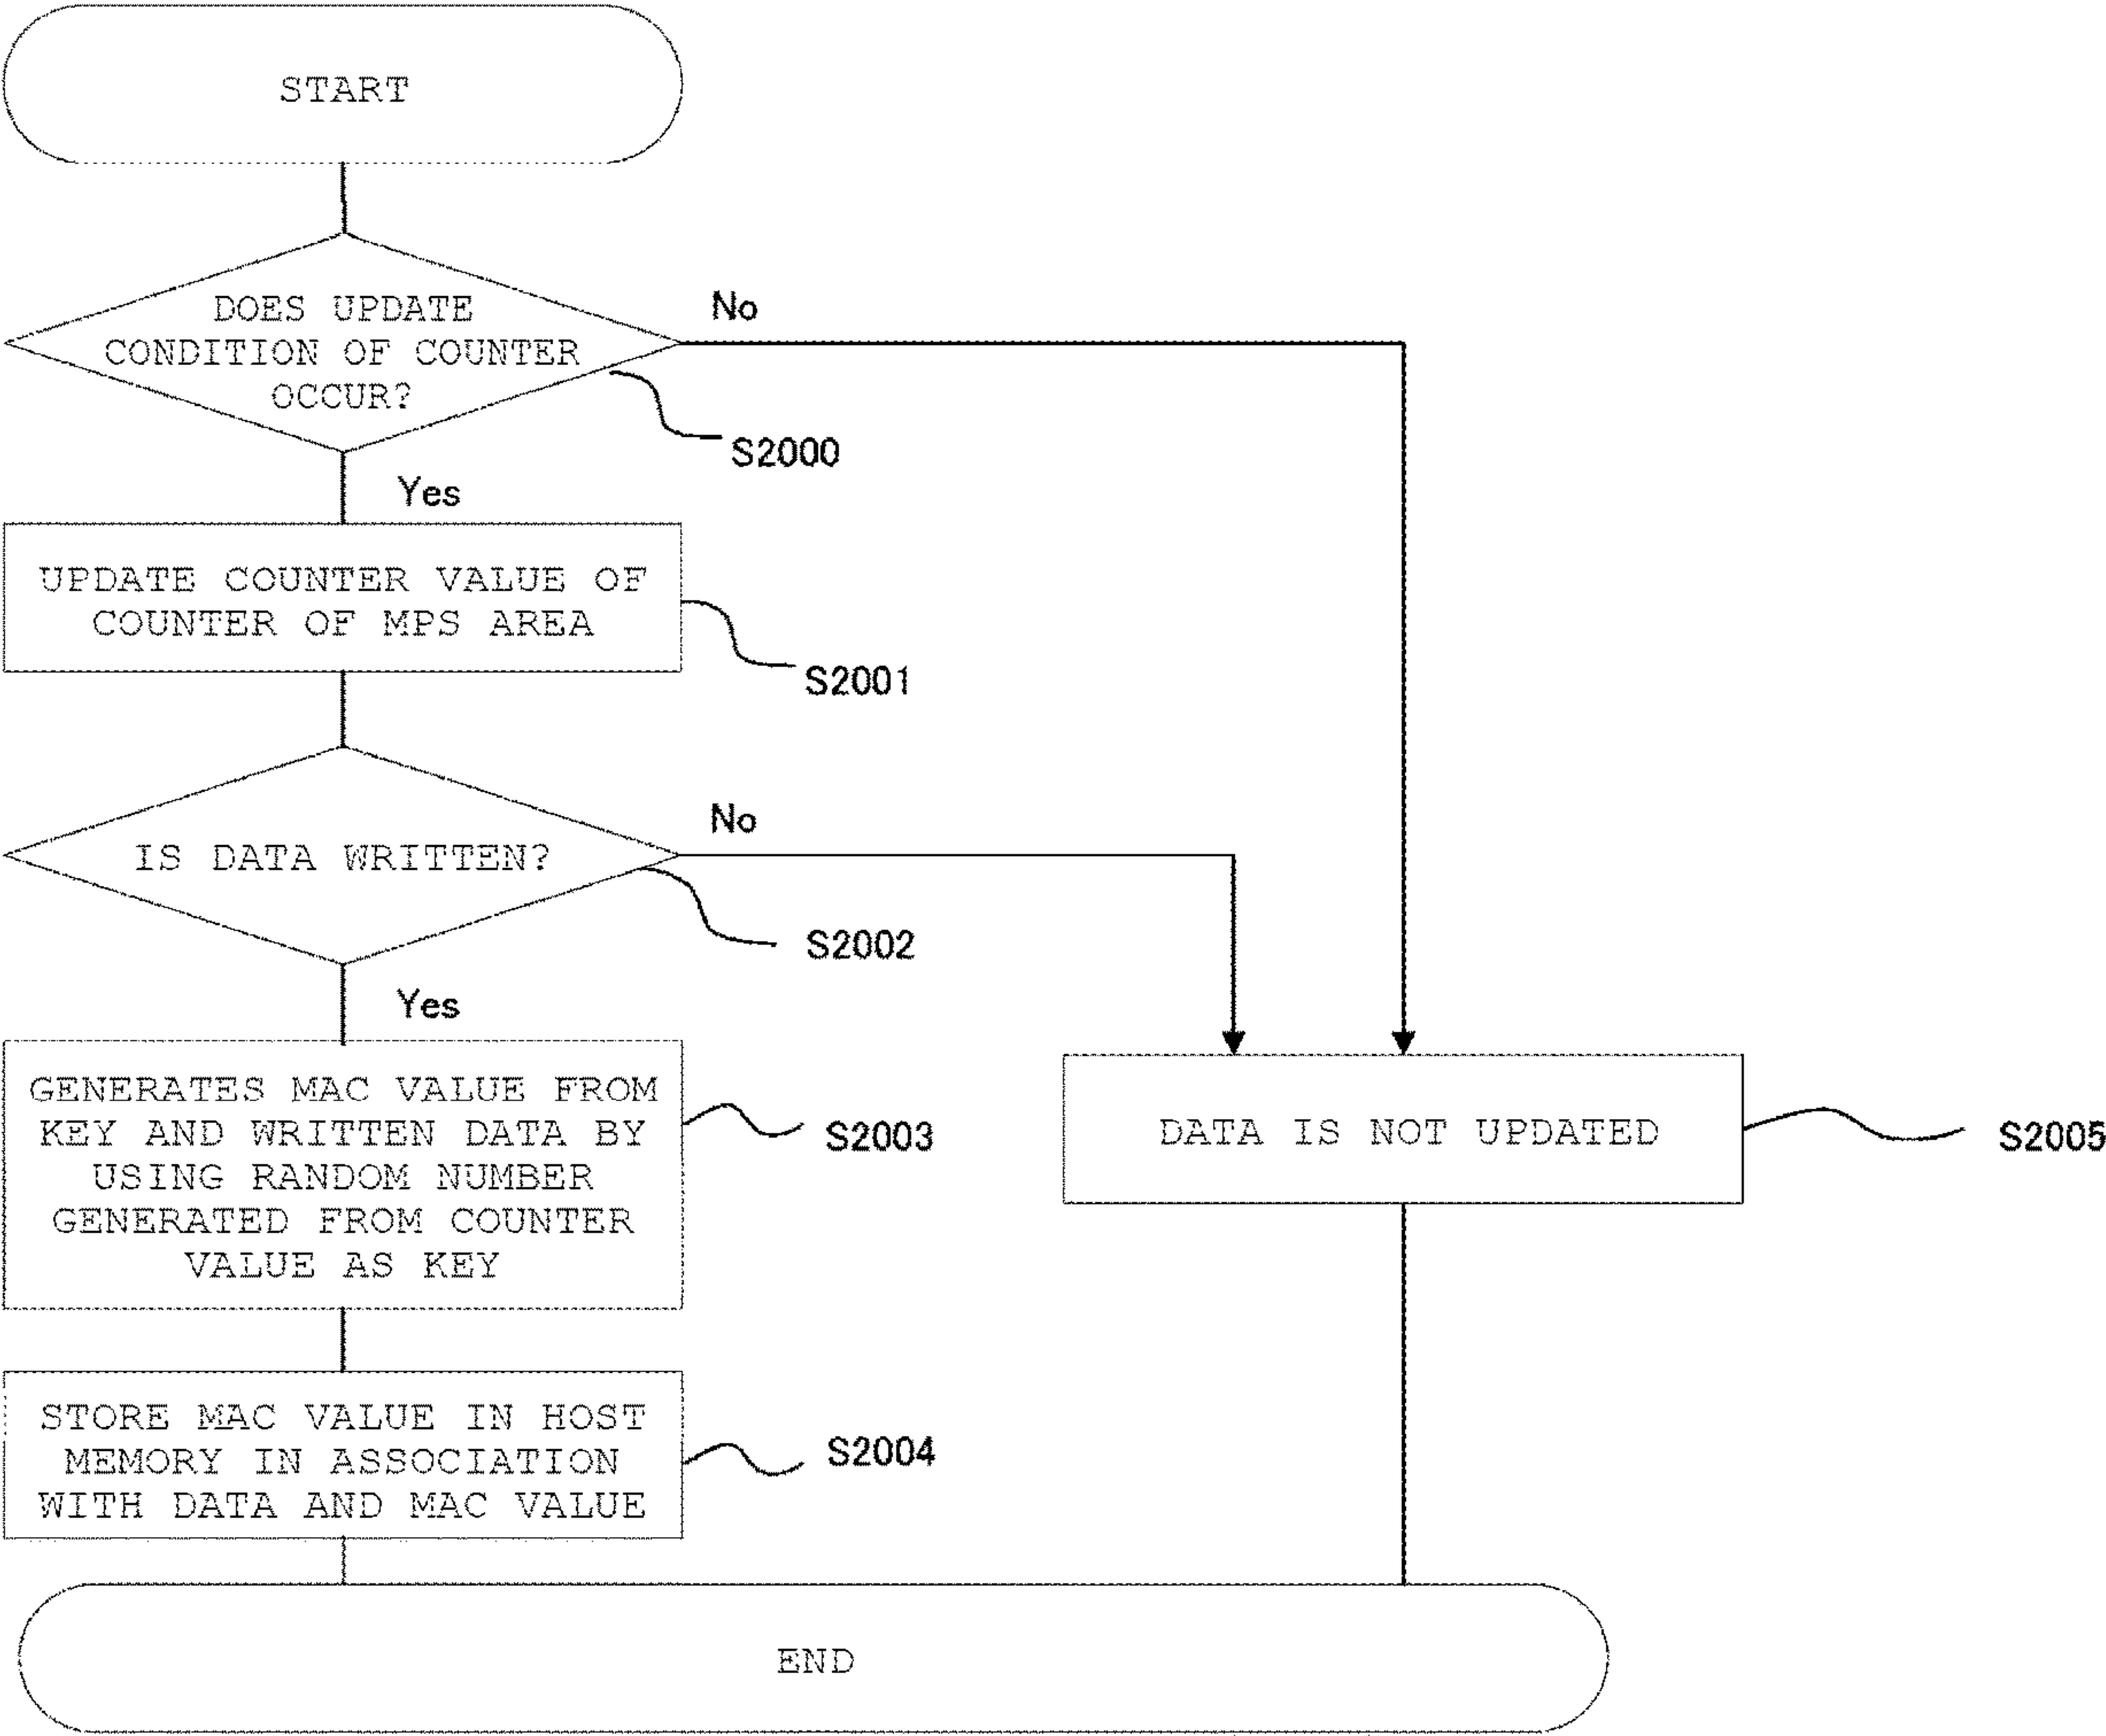 START
DOES UPDATE
CONDITION OF COUNTER
OCCUR?
No
S2000
Yes
UPDATE COUNTER VALUE OF
COUNTER OF MPS AREA
S2001
IS DATA WRITTEN?
No
S2002
Yes
GENERATES MAC VALUE FROM
KEY AND WRITTEN DATA BY
USING RANDOM NUMBER
GENERATED FROM COUNTER
VALUE AS KEY
S2003
DATA IS NOT UPDATED
S2005
STORE MAC VALUE IN HOST
MEMORY IN ASSOCIATION
WITH DATA AND MAC VALUE
S2004
END